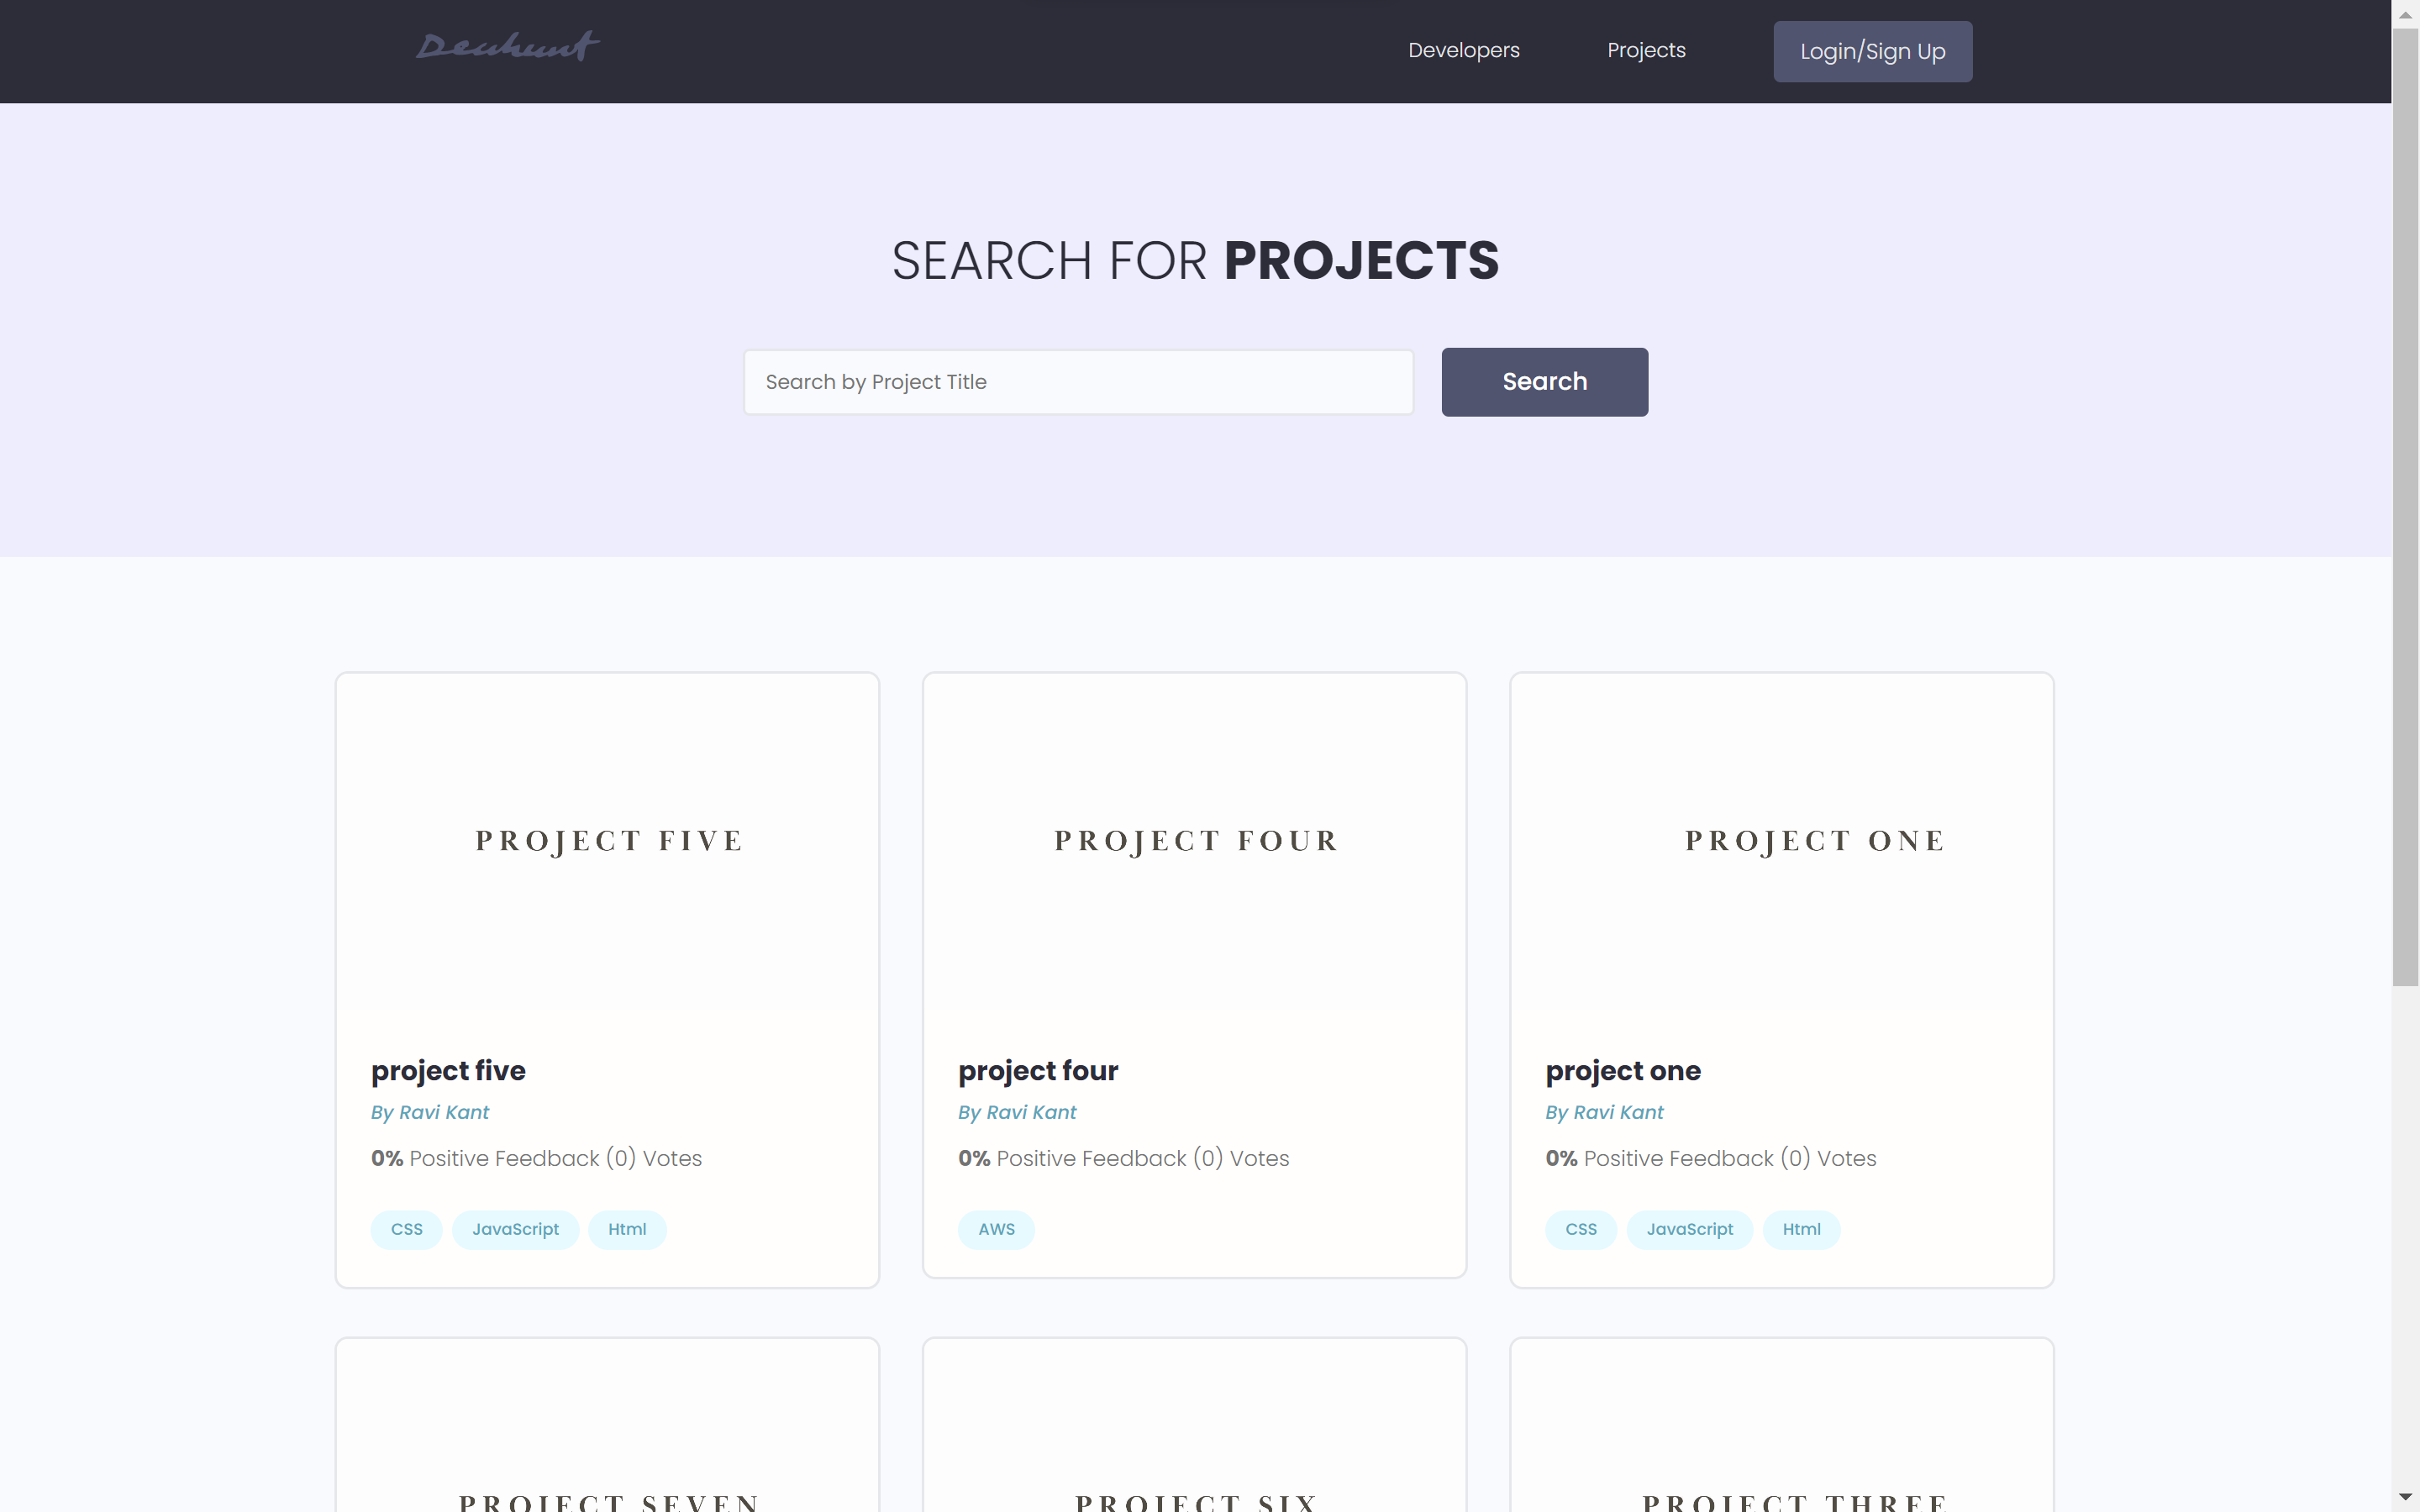 Devhunt
Developers
Projects
Login/Sign Up
SEARCH FOR PROJECTS
Search by Project Title
Search
PROJECT FIVE
PROJECT FOUR
PROJECT ONE
project five
By Ravi Kant
0% Positive Feedback (0) Votes
CSS JavaScript Html
project four
By Ravi Kant
0% Positive Feedback (0) Votes
AWS
project one
By Ravi Kant
0% Positive Feedback (0) Votes
CSS JavaScript Html
PROJECT SEVEN
PROJECT SIX
PROJECT THREE